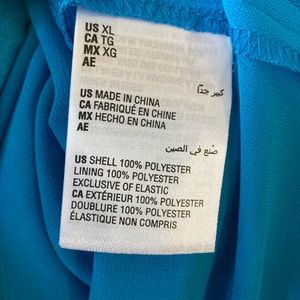 US XL
CA TG
MX XG
AE
كبير جدًا
US MADE IN CHINA
CA FABRIQUÉ EN CHINE
MX HECHO EN CHINA
AE
صُنع في الصين
US SHELL 100% POLYESTER
LINING 100% POLYESTER
EXCLUSIVE OF ELASTIC
CA EXTÉRIEUR 100% POLYESTER
DOUBLURE 100% POLYESTER
ÉLASTIQUE NON COMPRIS